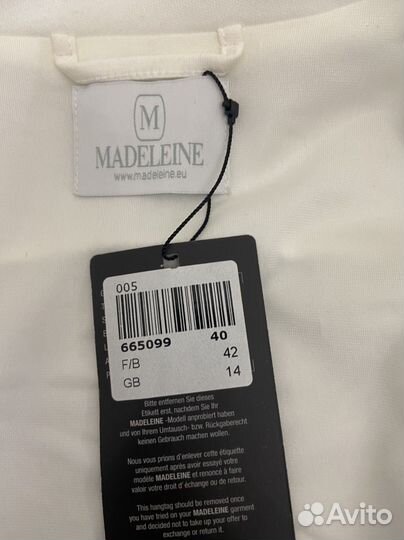 M
MADELEINE
www.madeleine.eu
005
665099 40
F/B 42
GB 14
Bitte entfernen Sie dieses
Etikett erst, nachdem Sie Ihr
MADELEINE -Modell anprobiert haben
und von Ihrem Umtausch- bzw. Rückgaberecht
keinen Gebrauch machen wollen.
Nous vous prions d'enlever cette étiquette
uniquement après avoir essayé votre
modèle MADELEINE et renoncé à faire
valoir votre droit d'échange ou de retour.
This hangtag should be removed once
you have tried on your MADELEINE garment
and decided not to take up our offer to
exchange or return it.
Avito